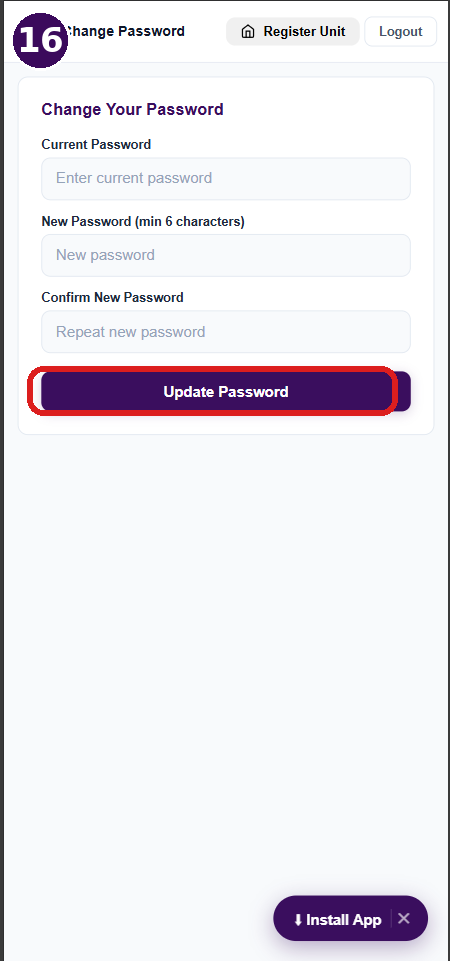 16 Change Password Register Unit Logout
Change Your Password
Current Password
Enter current password
New Password (min 6 characters)
New password
Confirm New Password
Repeat new password
Update Password
⬇ Install App ✕